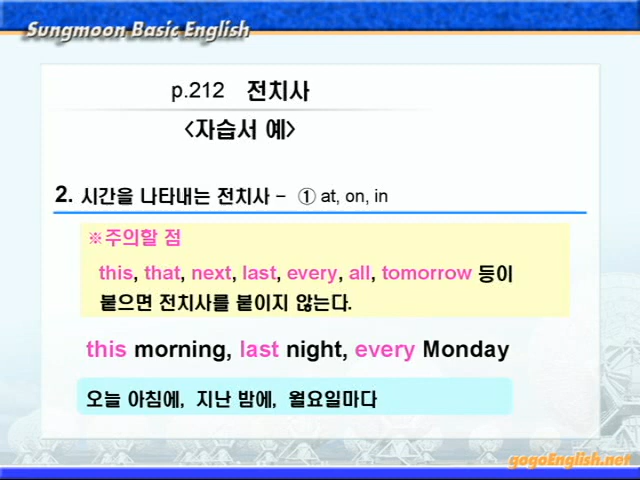 Sungmoon Basic English
p.212 전치사
<자습서 예>
2. 시간을 나타내는 전치사 – ① at, on, in
※주의할 점
this, that, next, last, every, all, tomorrow 등이
붙으면 전치사를 붙이지 않는다.
this morning, last night, every Monday
오늘 아침에, 지난 밤에, 월요일마다
gogoEnglish.net